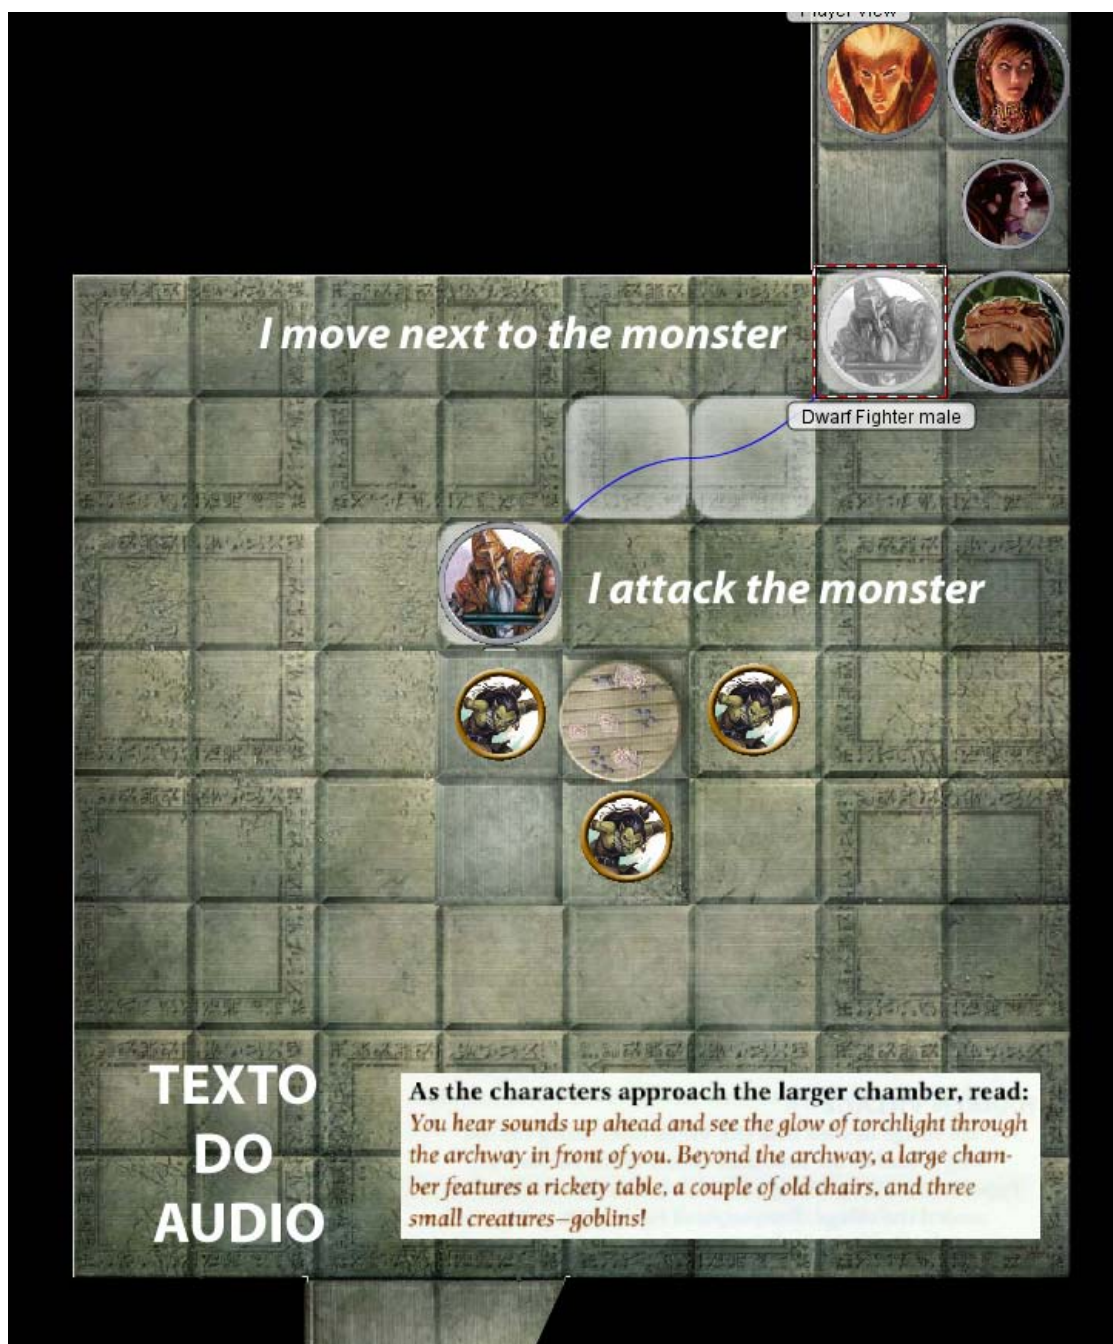 Player View
I move next to the monster
Dwarf Fighter male
I attack the monster
TEXTO
DO
AUDIO
As the characters approach the larger chamber, read:
You hear sounds up ahead and see the glow of torchlight through
the archway in front of you. Beyond the archway, a large cham-
ber features a rickety table, a couple of old chairs, and three
small creatures—goblins!